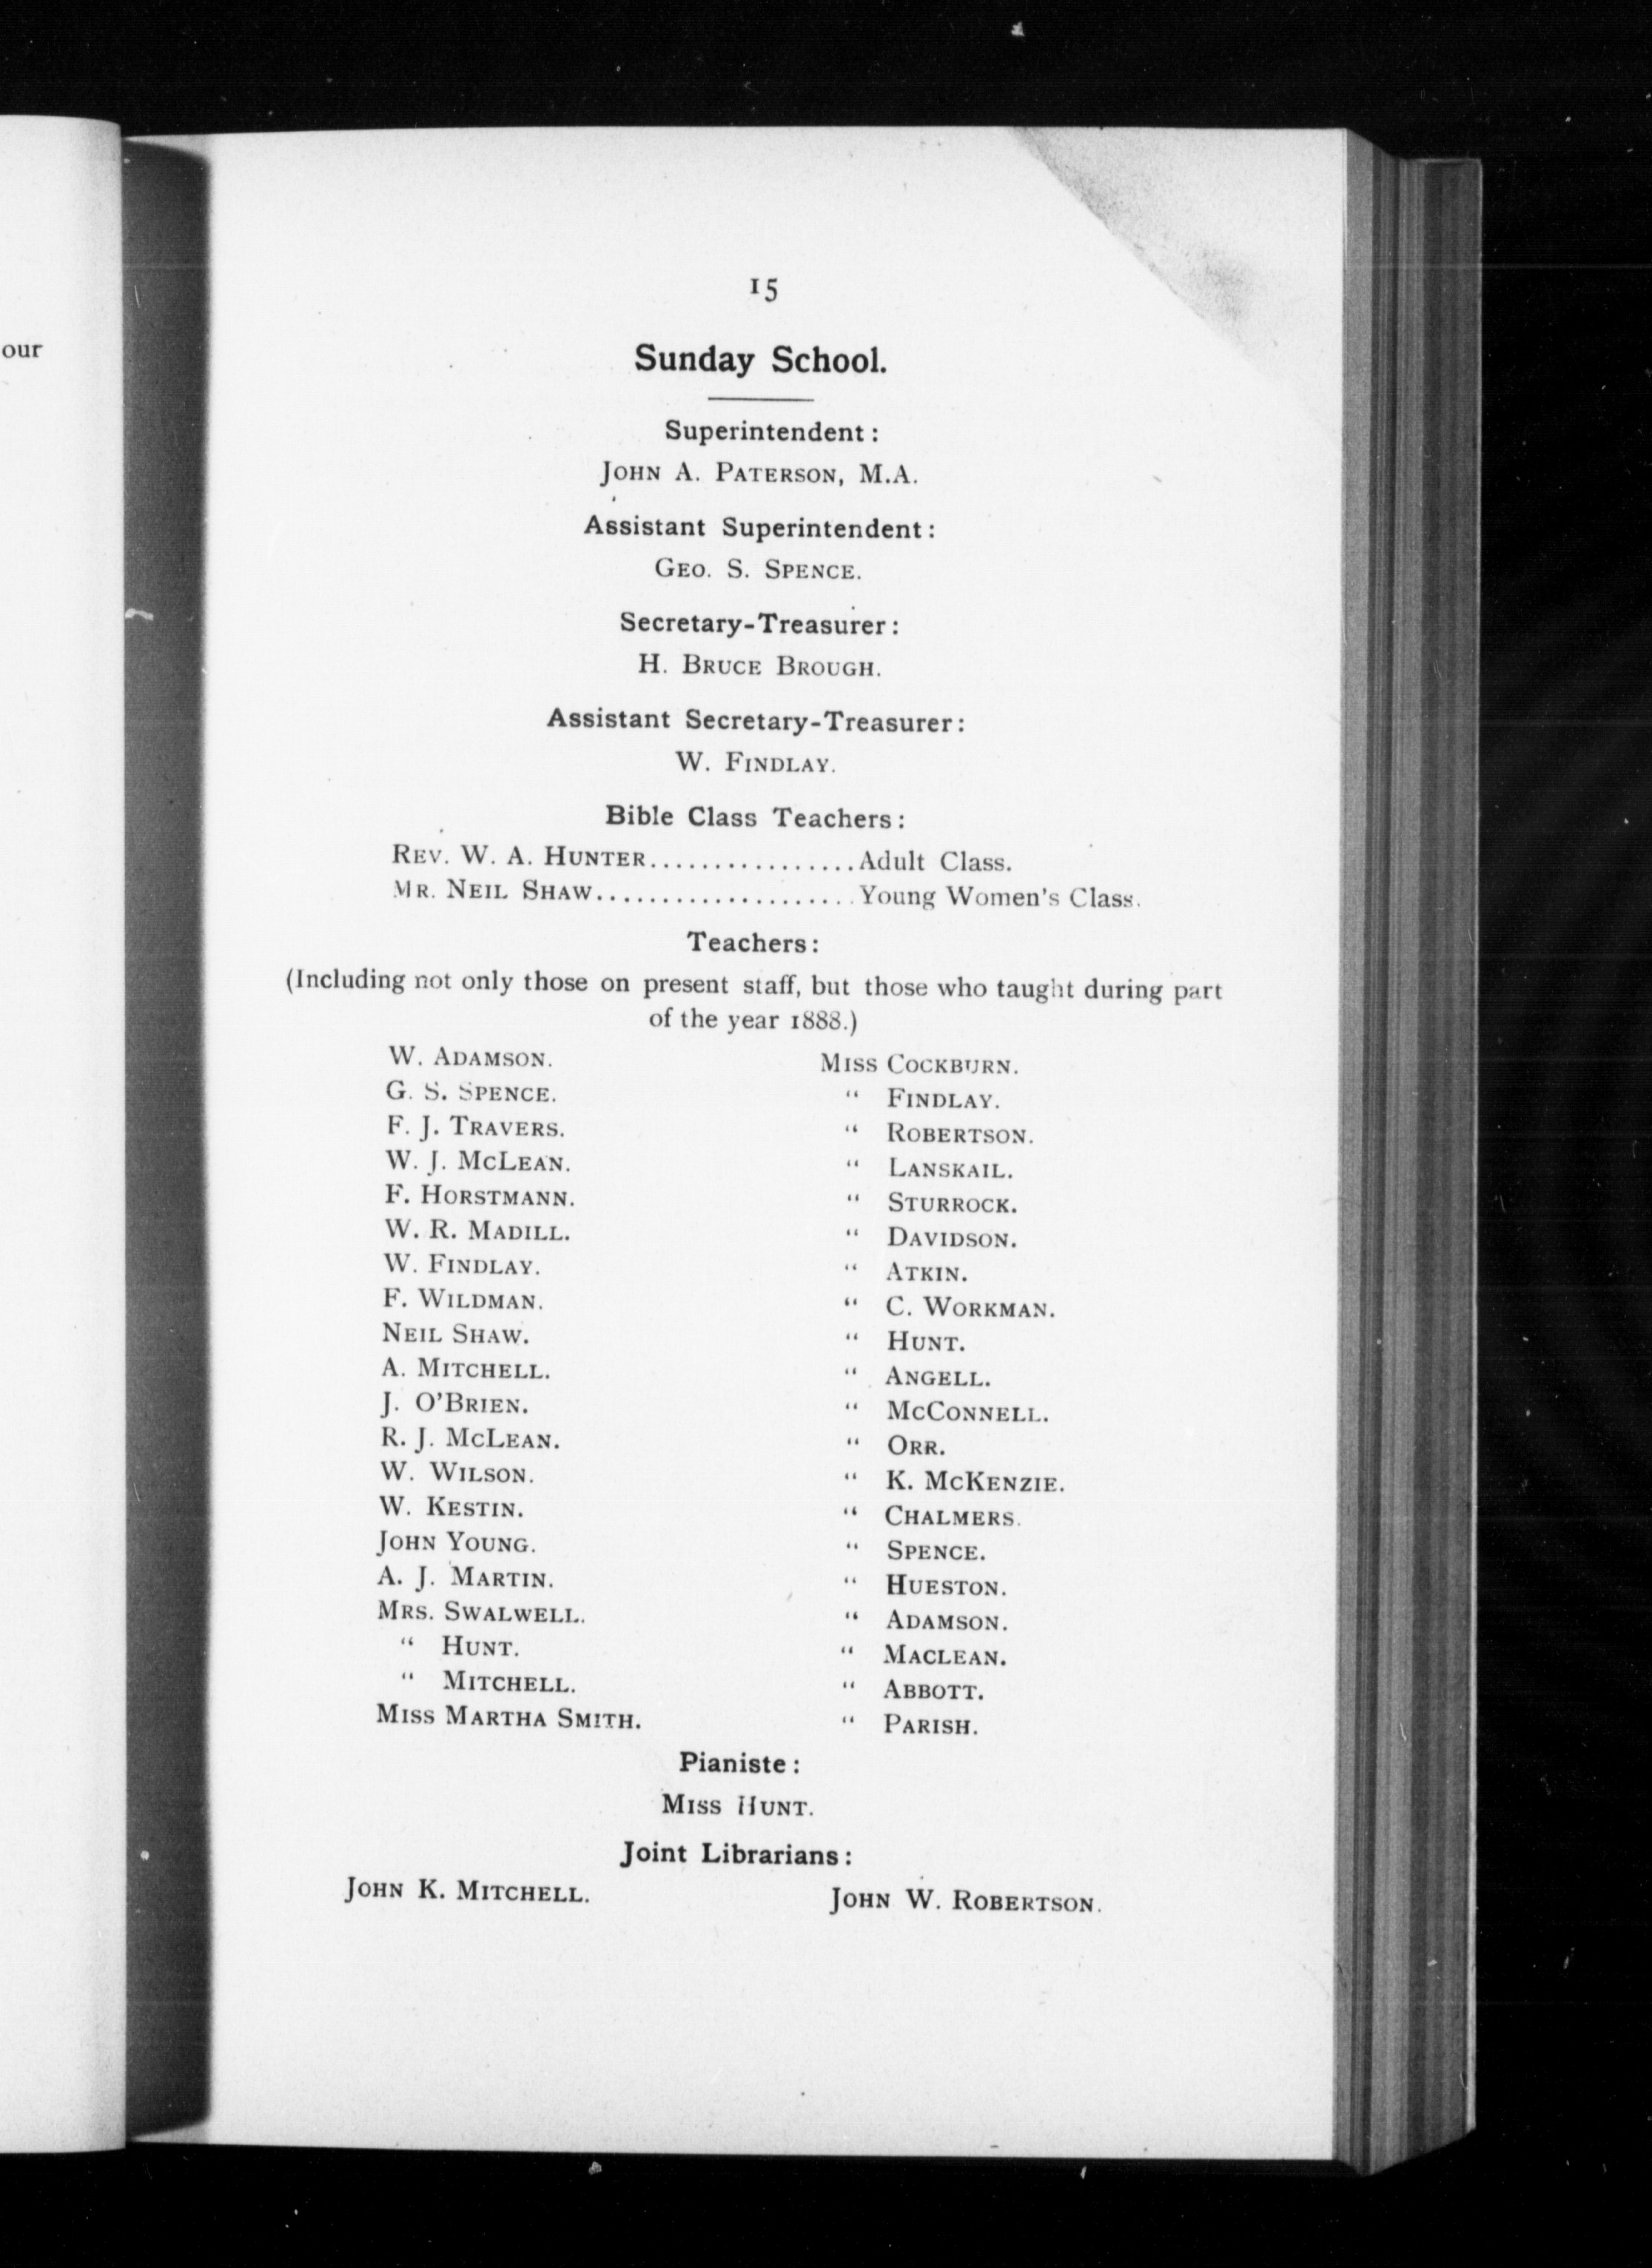 our
15
Sunday School.
Superintendent:
JOHN A. PATERSON, M.A.
Assistant Superintendent:
GEO. S. SPENCE.
Secretary-Treasurer:
H. BRUCE BROUGH.
Assistant Secretary-Treasurer:
W. FINDLAY.
Bible Class Teachers:
REV. W. A. HUNTER................Adult Class.
MR. NEIL SHAW....................Young Women's Class.
Teachers:
(Including not only those on present staff, but those who taught during part
of the year 1888.)
W. ADAMSON.
G. S. SPENCE.
F. J. TRAVERS.
W. J. MCLEAN.
F. HORSTMANN.
W. R. MADILL.
W. FINDLAY.
F. WILDMAN.
NEIL SHAW.
A. MITCHELL.
J. O'BRIEN.
R. J. MCLEAN.
W. WILSON.
W. KESTIN.
JOHN YOUNG.
A. J. MARTIN.
MRS. SWALWELL.
“ HUNT.
“ MITCHELL.
MISS MARTHA SMITH.
MISS COCKBURN.
“ FINDLAY.
“ ROBERTSON.
“ LANSKAIL.
“ STURROCK.
“ DAVIDSON.
“ ATKIN.
“ C. WORKMAN.
“ HUNT.
“ ANGELL.
“ MCCONNELL.
“ ORR.
“ K. MCKENZIE.
“ CHALMERS.
“ SPENCE.
“ HUESTON.
“ ADAMSON.
“ MACLEAN.
“ ABBOTT.
“ PARISH.
Pianiste:
MISS HUNT.
Joint Librarians:
JOHN K. MITCHELL. JOHN W. ROBERTSON.